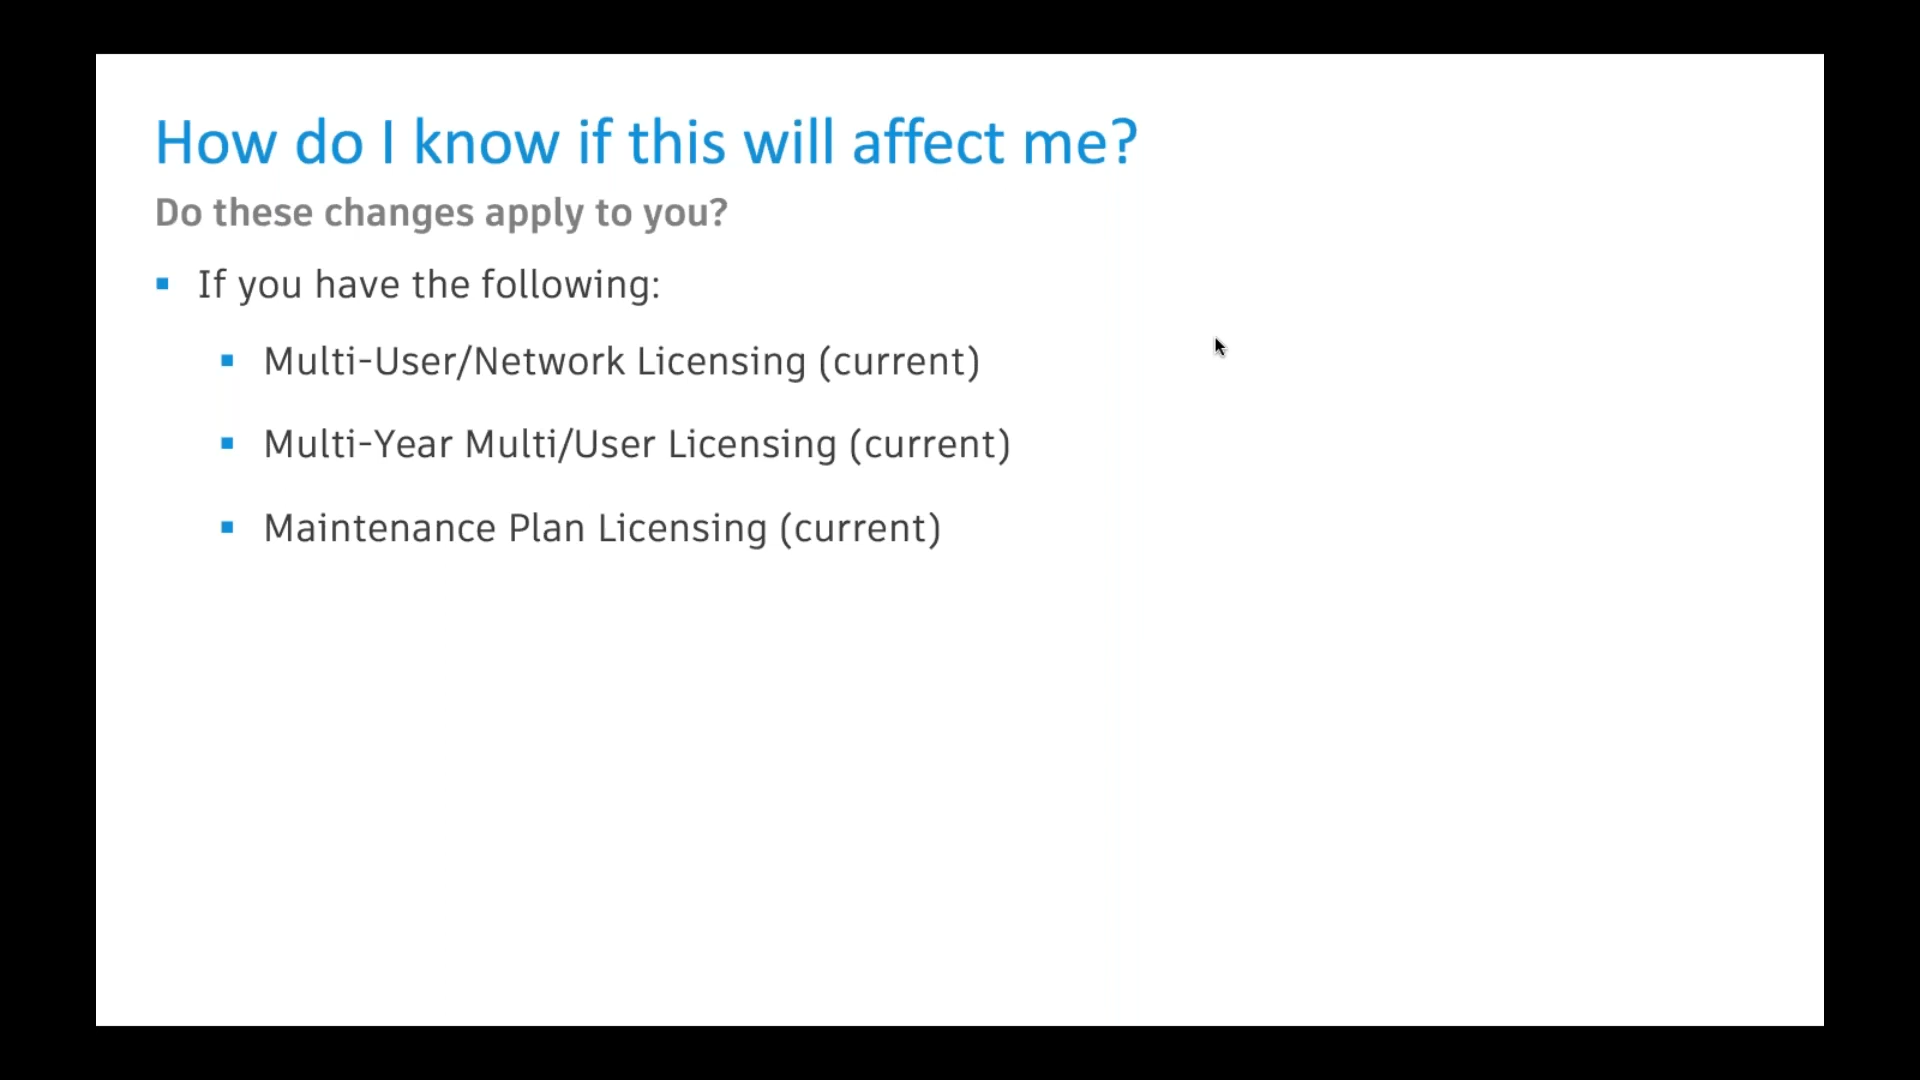 How do I know if this will affect me?
Do these changes apply to you?
If you have the following:
Multi-User/Network Licensing (current)
Multi-Year Multi/User Licensing (current)
Maintenance Plan Licensing (current)